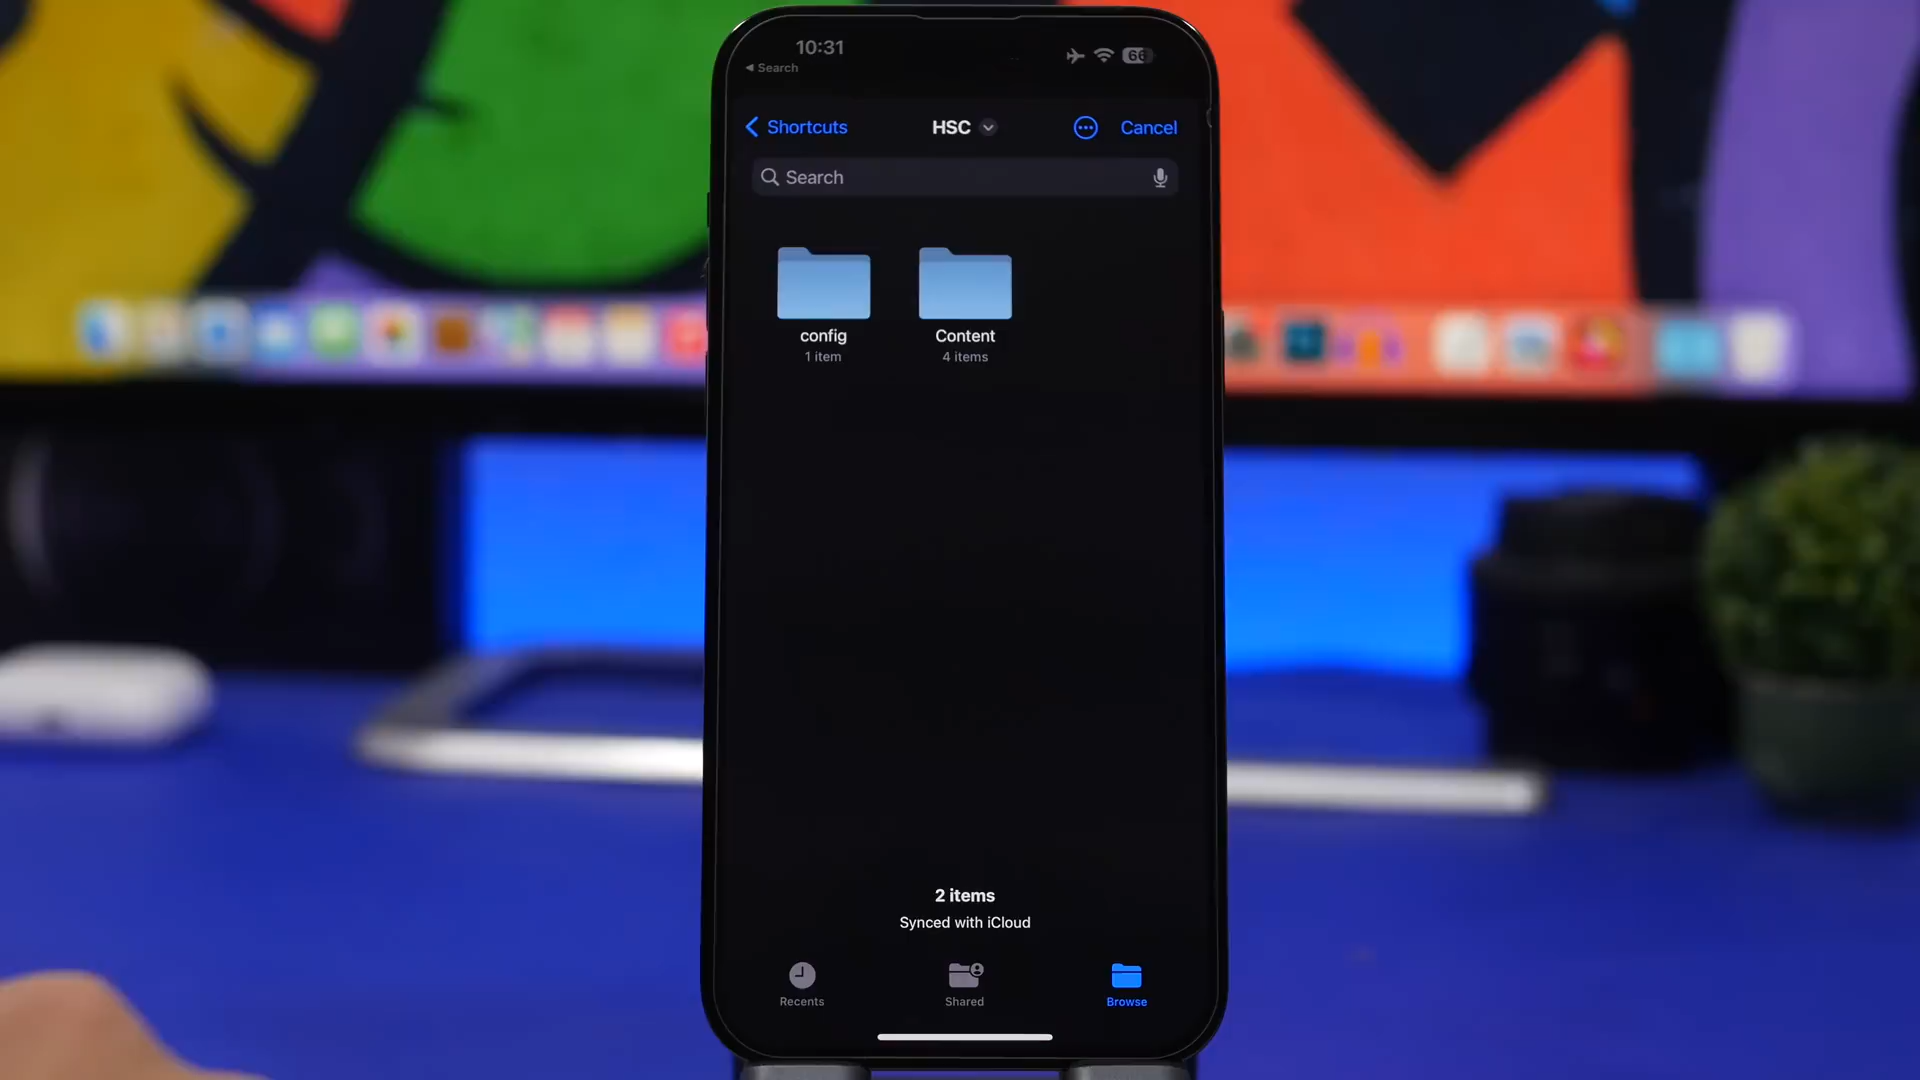 10:31
66
Search
Shortcuts
HSC
Cancel
Search
config
Content
1 item
4 items
2 items
Synced with iCloud
Recents
Shared
Browse